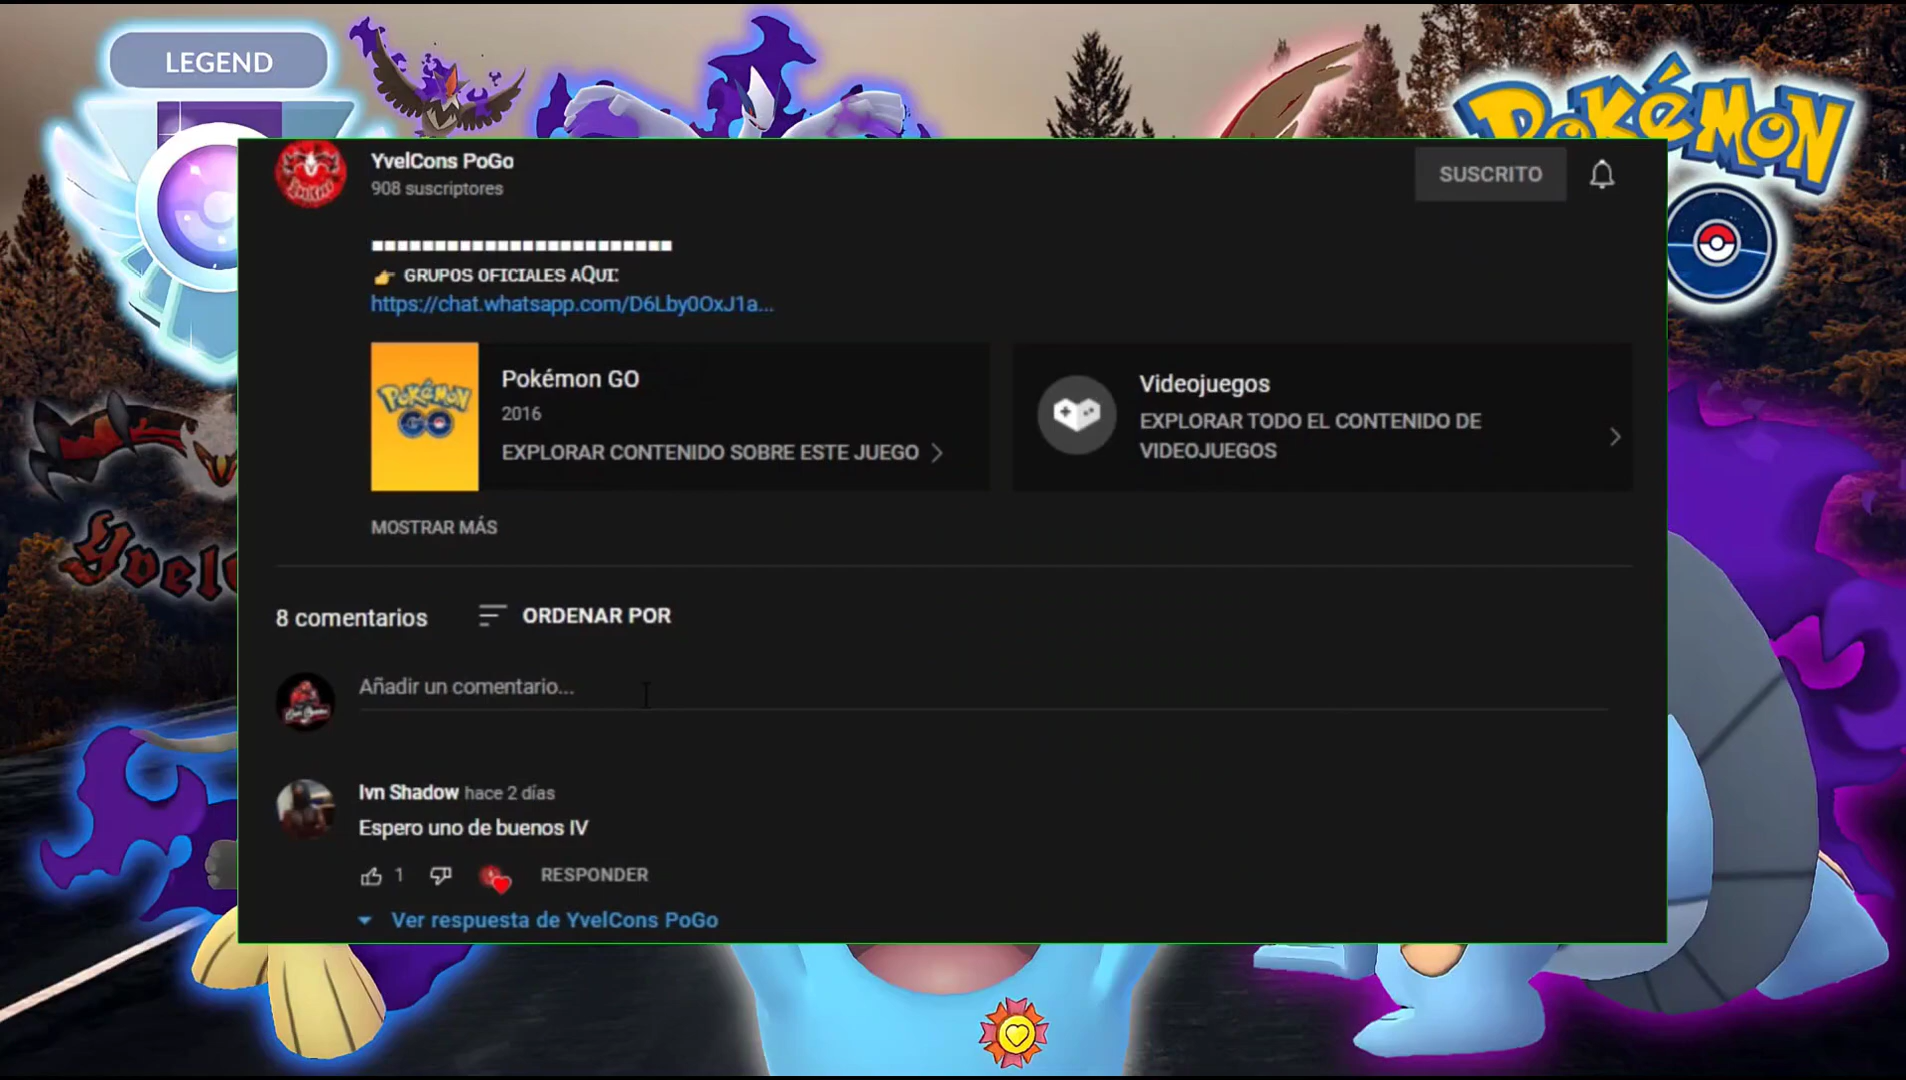 LEGEND
POKÉMON
YvelCons PoGo
908 suscriptores
SUSCRITO
GRUPOS OFICIALES AQUI:
https://chat.whatsapp.com/D6Lby0OxJ1a...
POKÉMON
GO
Pokémon GO
2016
EXPLORAR CONTENIDO SOBRE ESTE JUEGO
Videojuegos
EXPLORAR TODO EL CONTENIDO DE
VIDEOJUEGOS
MOSTRAR MÁS
Yvel
8 comentarios
ORDENAR POR
Añadir un comentario...
Ivn Shadow hace 2 días
Espero uno de buenos IV
1
RESPONDER
Ver respuesta de YvelCons PoGo